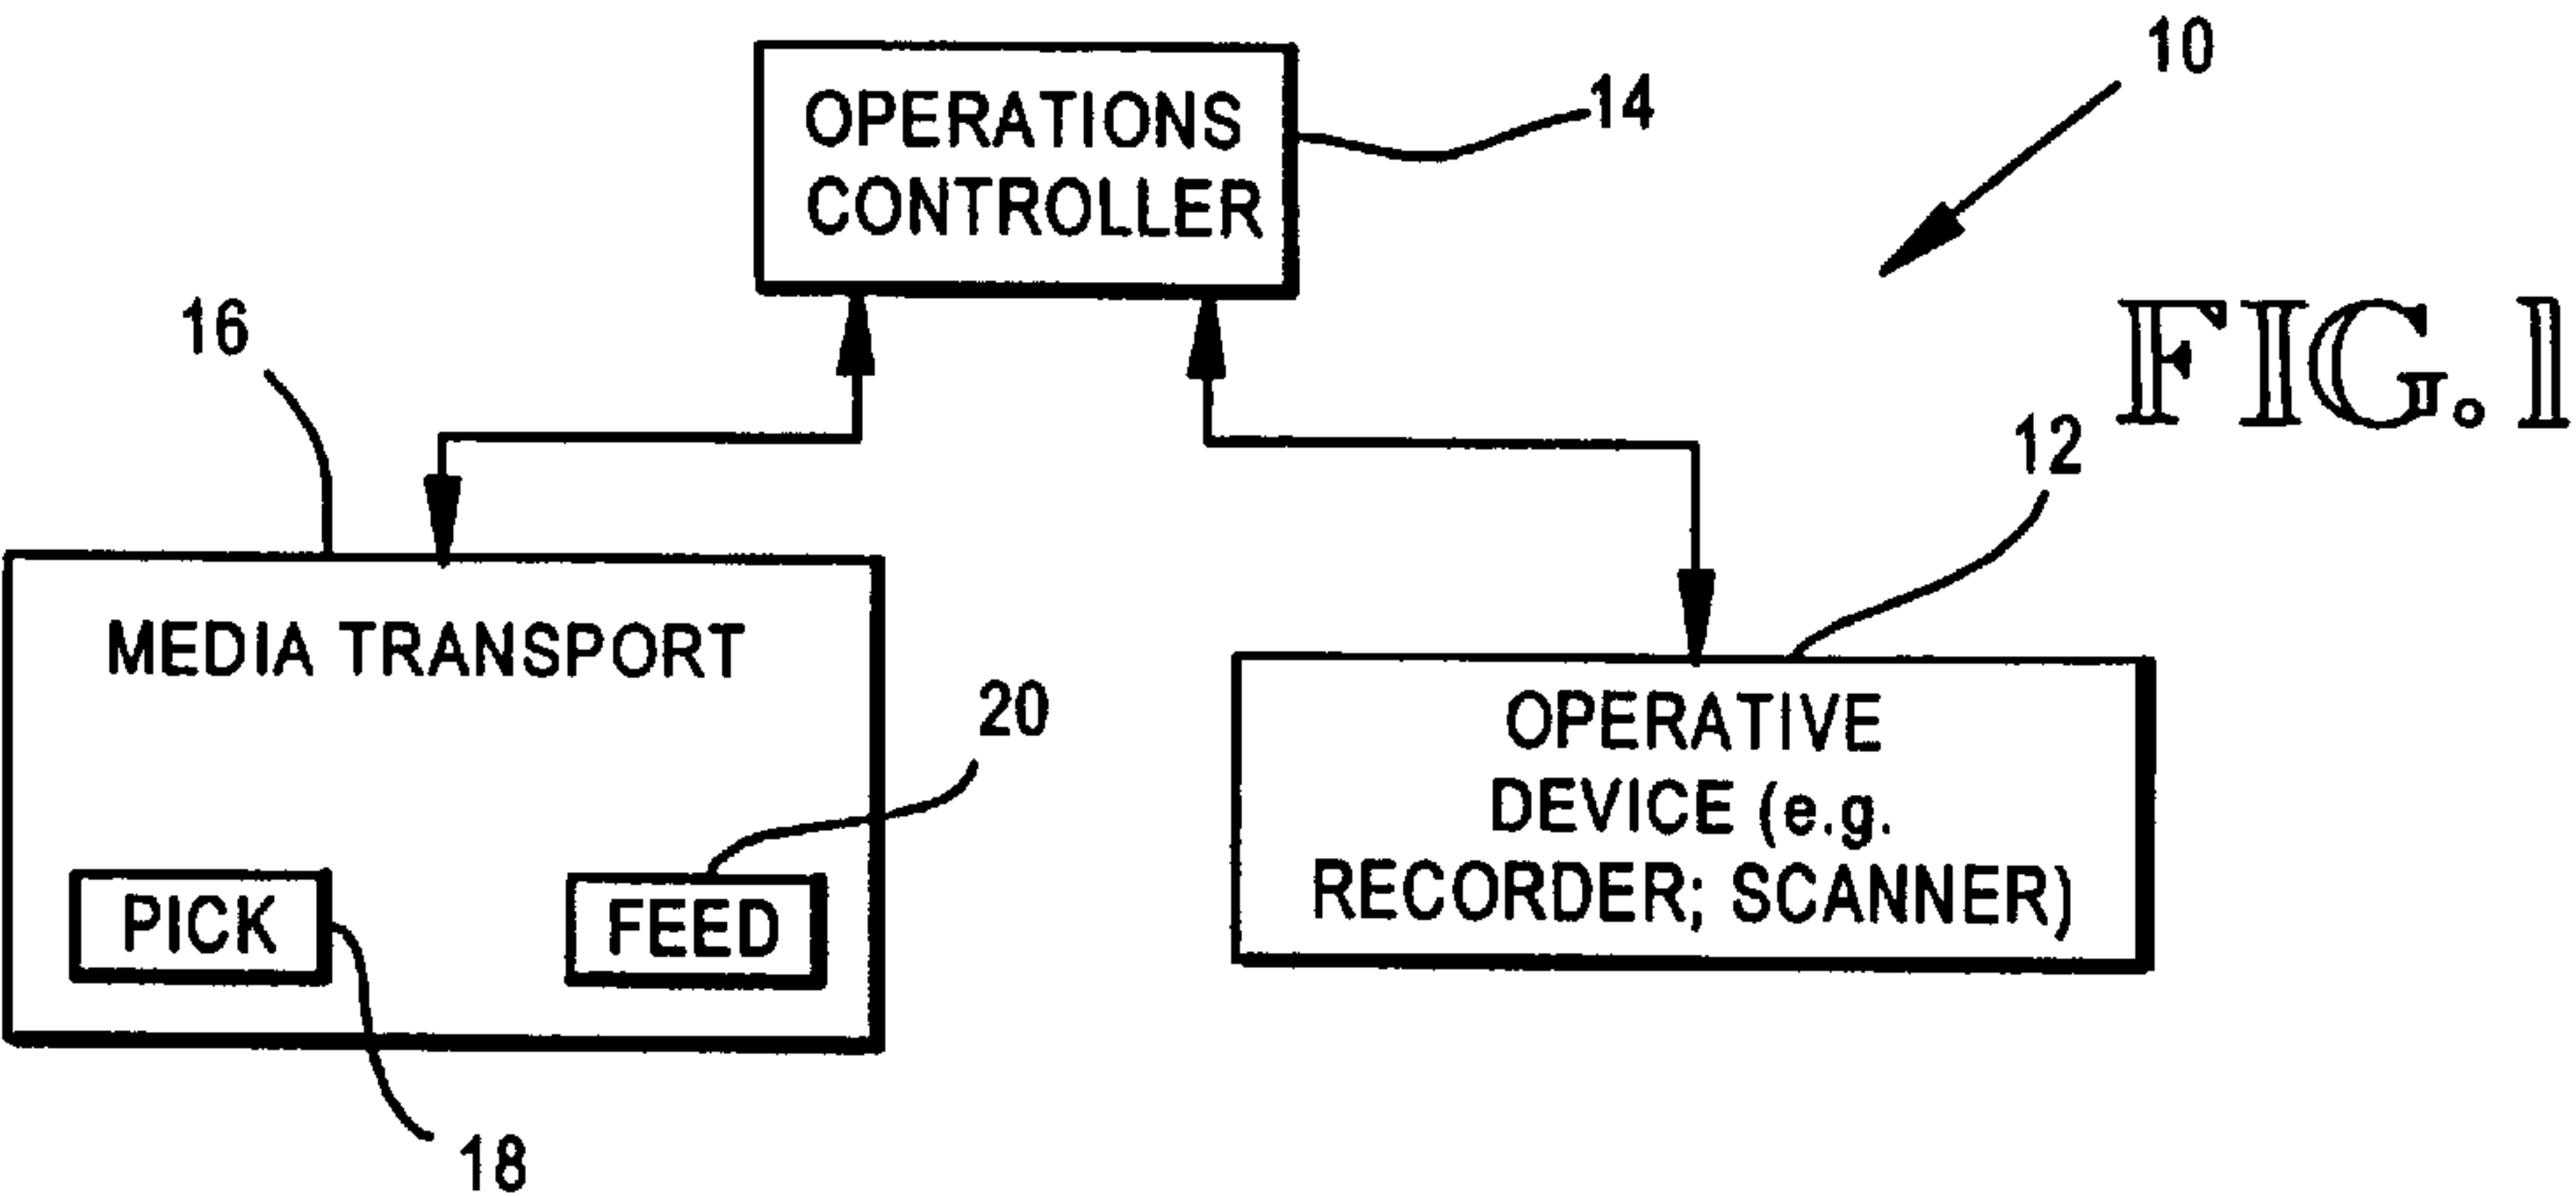 10
OPERATIONS
CONTROLLER
14
16
FIG.1
12
MEDIA TRANSPORT
20
OPERATIVE
DEVICE (e.g.
RECORDER; SCANNER)
PICK
FEED
18